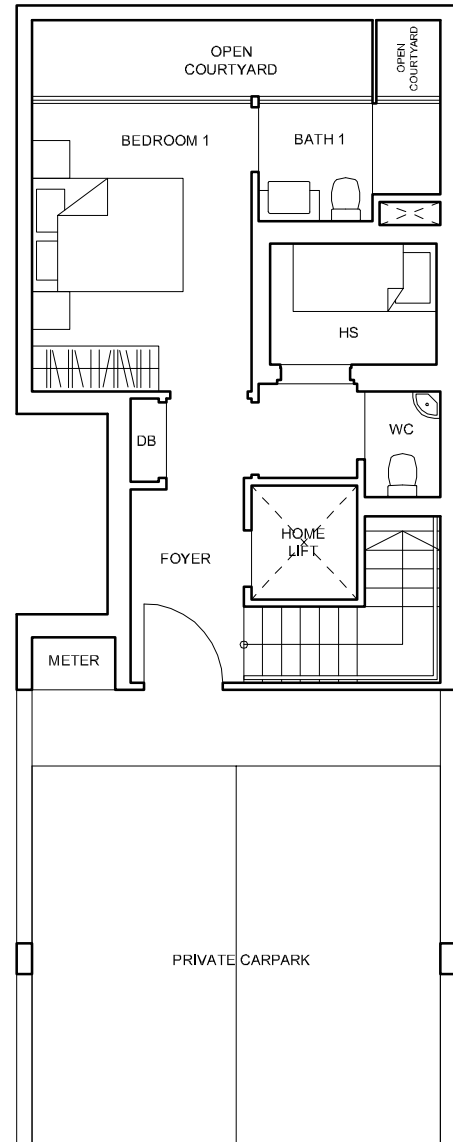 OPEN
COURTYARD
OPEN
COURTYARD
BEDROOM 1
BATH 1
HS
WC
DB
HOME
LIFT
FOYER
METER
PRIVATE CARPARK